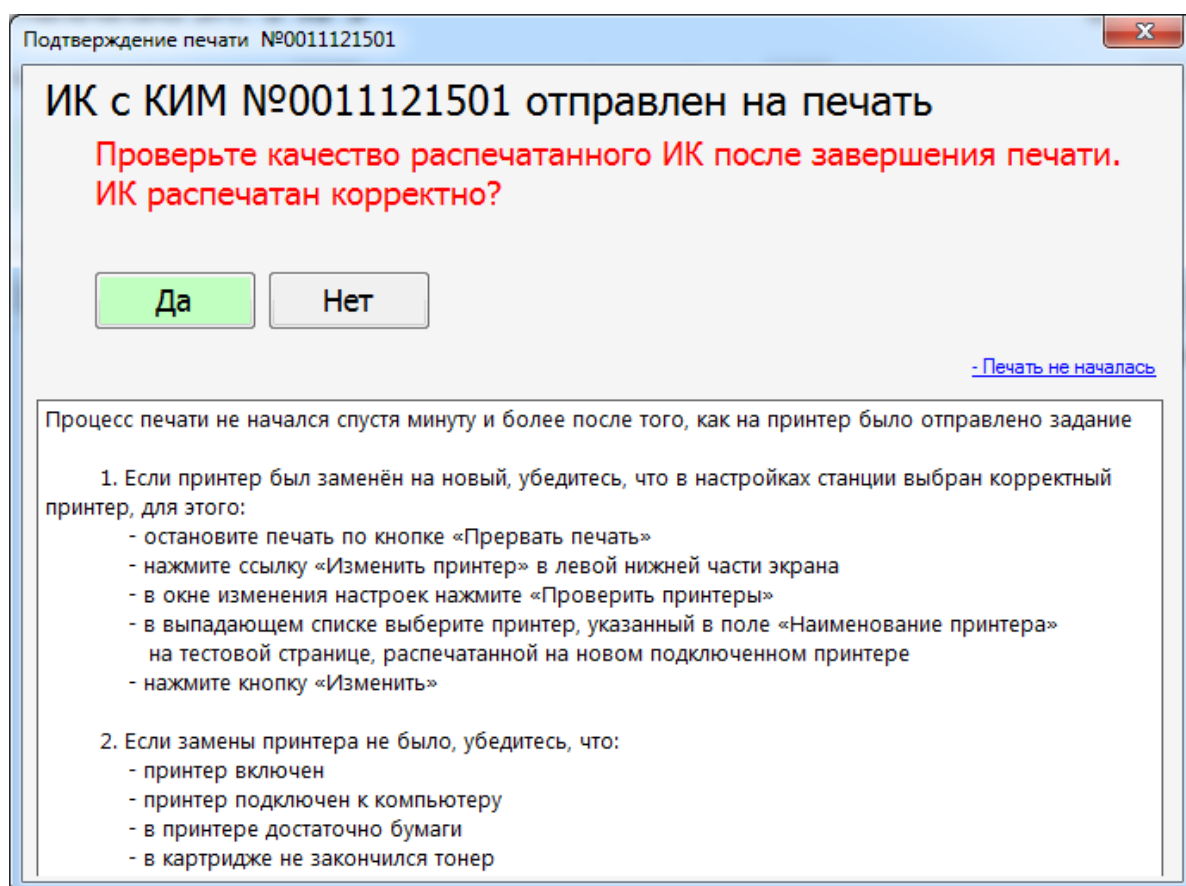 Подтверждение печати №0011121501
ИК с КИМ №0011121501 отправлен на печать
Проверьте качество распечатанного ИК после завершения печати.
ИК распечатан корректно?
Да
Нет
- Печать не началась
Процесс печати не начался спустя минуту и более после того, как на принтер было отправлено задание
1. Если принтер был заменён на новый, убедитесь, что в настройках станции выбран корректный
принтер, для этого:
- остановите печать по кнопке «Прервать печать»
- нажмите ссылку «Изменить принтер» в левой нижней части экрана
- в окне изменения настроек нажмите «Проверить принтеры»
- в выпадающем списке выберите принтер, указанный в поле «Наименование принтера»
на тестовой странице, распечатанной на новом подключенном принтере
- нажмите кнопку «Изменить»
2. Если замены принтера не было, убедитесь, что:
- принтер включен
- принтер подключен к компьютеру
- в принтере достаточно бумаги
- в картридже не закончился тонер